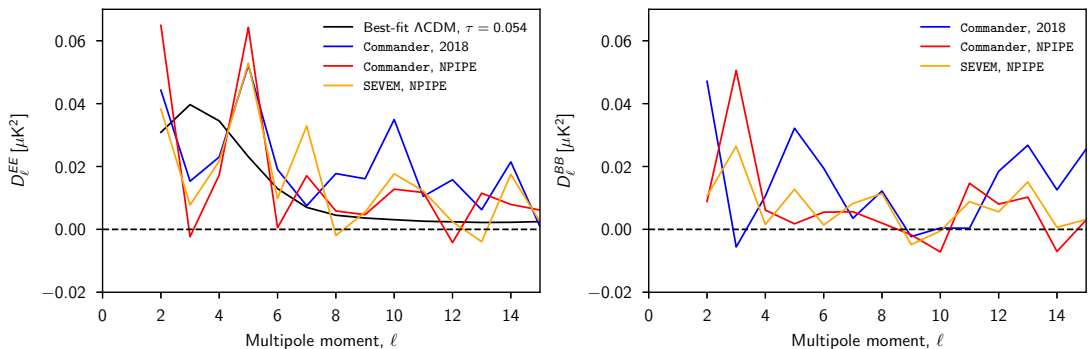 0.06
0.04
0.02
0.00
−0.02
D_ℓ^{EE} [μK²]
0
2
4
6
8
10
12
14
Multipole moment, ℓ
Best-fit ΛCDM, τ = 0.054
Commander, 2018
Commander, NPIPE
SEVEM, NPIPE
0.06
0.04
0.02
0.00
−0.02
D_ℓ^{BB} [μK²]
0
2
4
6
8
10
12
14
Multipole moment, ℓ
Commander, 2018
Commander, NPIPE
SEVEM, NPIPE